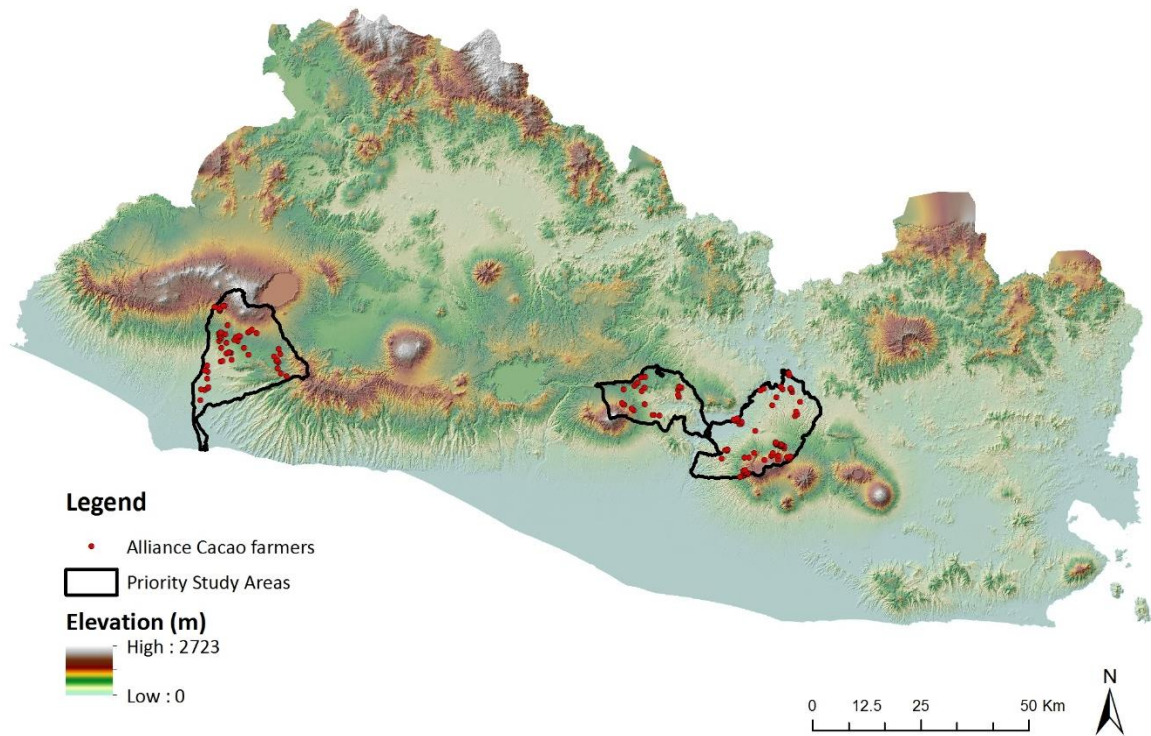 Legend
Alliance Cacao farmers
Priority Study Areas
Elevation (m)
High : 2723
Low : 0
N
0 12.5 25 50 Km